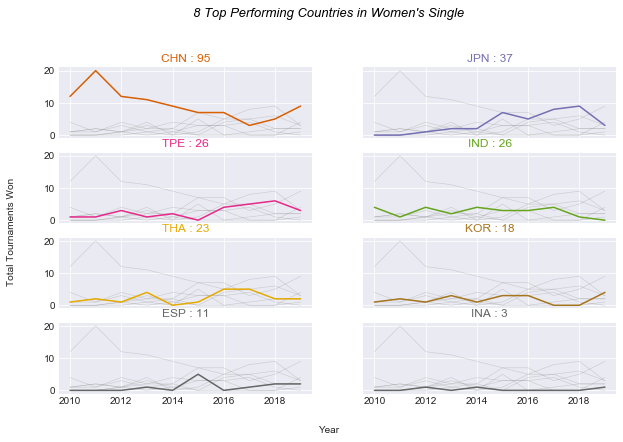 8 Top Performing Countries in Women's Single
CHN : 95
JPN : 37
20
10
0
TPE : 26
IND : 26
20
10
0
THA : 23
KOR : 18
20
10
0
ESP : 11
INA : 3
20
10
0
2010 2012 2014 2016 2018
2010 2012 2014 2016 2018
Total Tournaments Won
Year